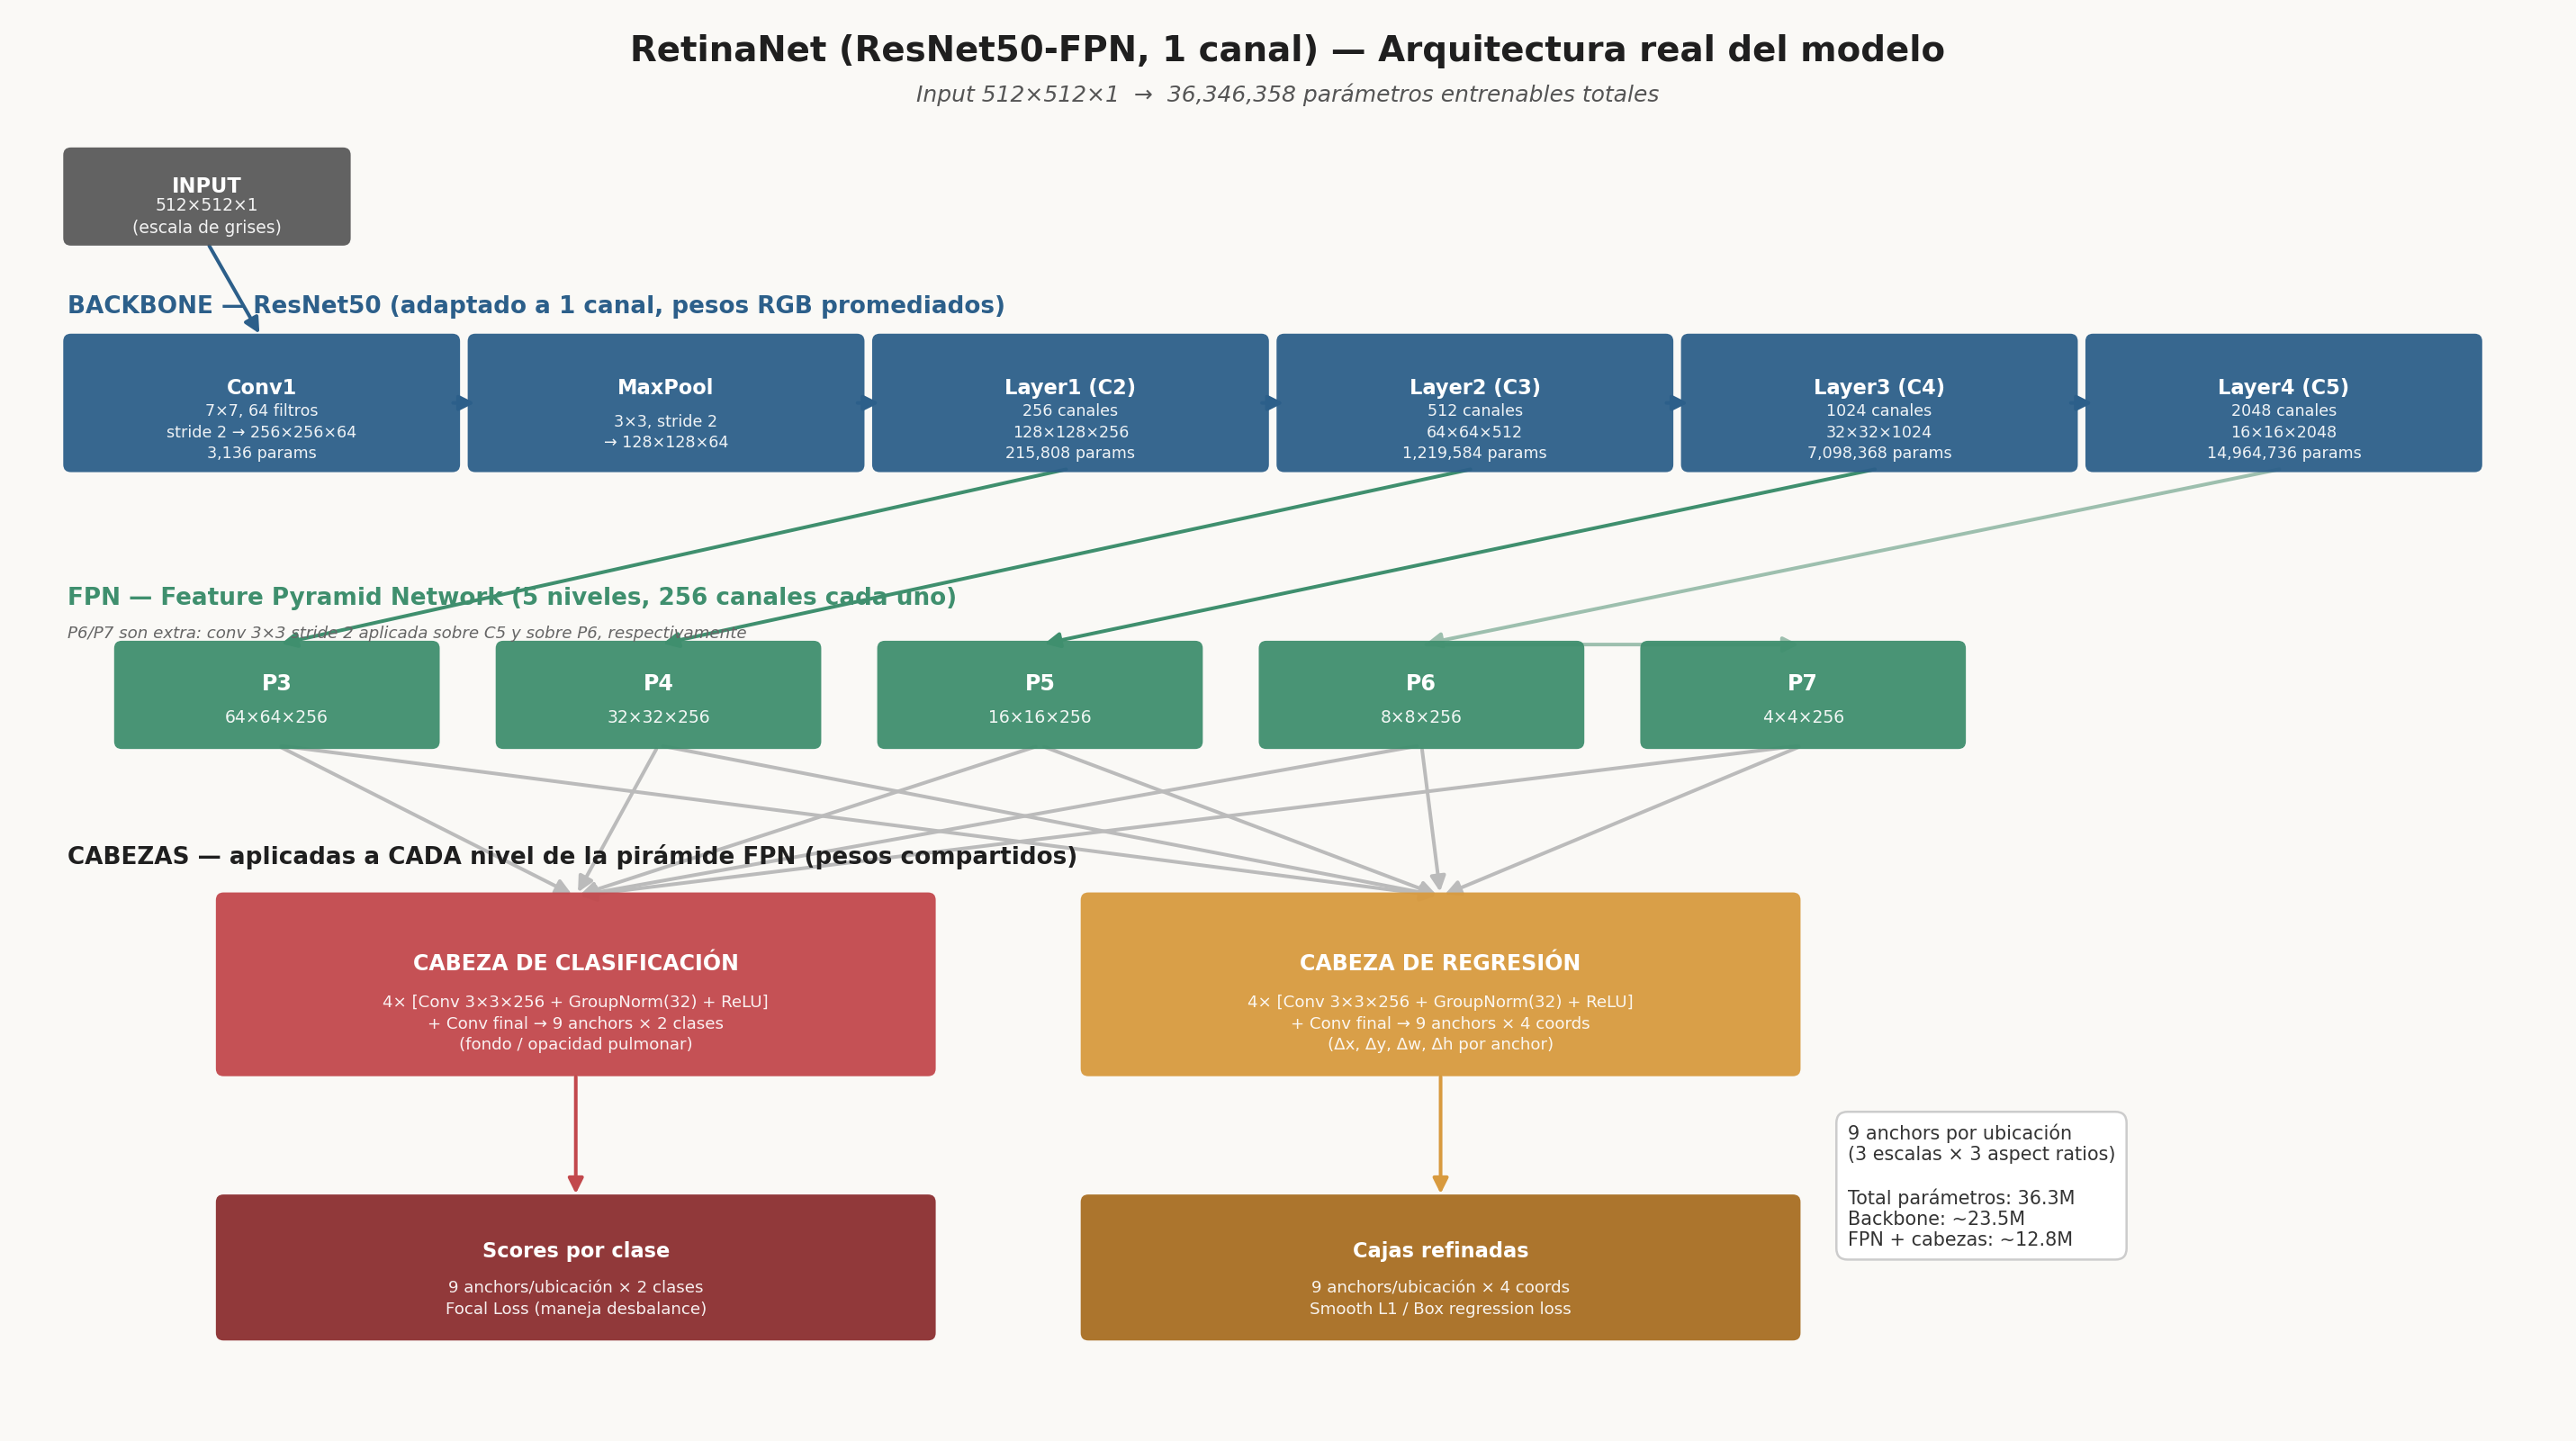 RetinaNet (ResNet50-FPN, 1 canal) — Arquitectura real del modelo
Input 512×512×1 → 36,346,358 parámetros entrenables totales
INPUT
512×512×1
(escala de grises)
BACKBONE — ResNet50 (adaptado a 1 canal, pesos RGB promediados)
Conv1
7×7, 64 filtros
stride 2 → 256×256×64
3,136 params
MaxPool
3×3, stride 2
→ 128×128×64
Layer1 (C2)
256 canales
128×128×256
215,808 params
Layer2 (C3)
512 canales
64×64×512
1,219,584 params
Layer3 (C4)
1024 canales
32×32×1024
7,098,368 params
Layer4 (C5)
2048 canales
16×16×2048
14,964,736 params
FPN — Feature Pyramid Network (5 niveles, 256 canales cada uno)
P6/P7 son extra: conv 3×3 stride 2 aplicada sobre C5 y sobre P6, respectivamente
P3
64×64×256
P4
32×32×256
P5
16×16×256
P6
8×8×256
P7
4×4×256
CABEZAS — aplicadas a CADA nivel de la pirámide FPN (pesos compartidos)
CABEZA DE CLASIFICACIÓN
4× [Conv 3×3×256 + GroupNorm(32) + ReLU]
+ Conv final → 9 anchors × 2 clases
(fondo / opacidad pulmonar)
CABEZA DE REGRESIÓN
4× [Conv 3×3×256 + GroupNorm(32) + ReLU]
+ Conv final → 9 anchors × 4 coords
(Δx, Δy, Δw, Δh por anchor)
Scores por clase
9 anchors/ubicación × 2 clases
Focal Loss (maneja desbalance)
Cajas refinadas
9 anchors/ubicación × 4 coords
Smooth L1 / Box regression loss
9 anchors por ubicación
(3 escalas × 3 aspect ratios)
Total parámetros: 36.3M
Backbone: ~23.5M
FPN + cabezas: ~12.8M